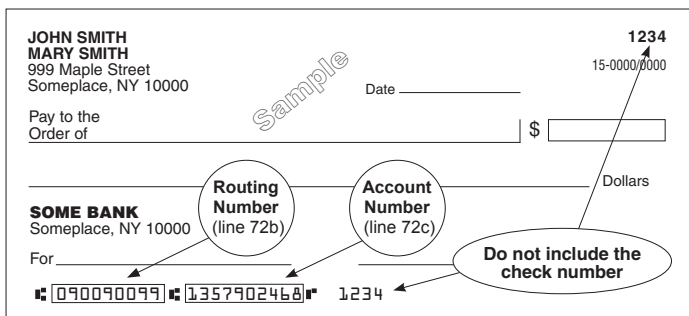 JOHN SMITH
MARY SMITH
999 Maple Street
Someplace, NY 10000
1234
15-0000/0000
Sample
Date
Pay to the
Order of
$
Dollars
SOME BANK
Someplace, NY 10000
Routing
Number
(line 72b)
Account
Number
(line 72c)
For
Do not include the
check number
⑆ 090090099 ⑆ 1357902468 ⑈ 1234